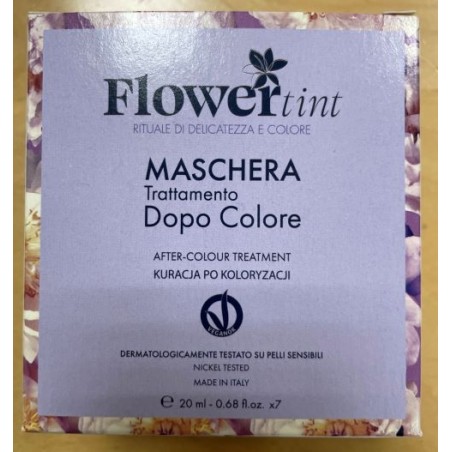 Flowertint
RITUALE DI DELICATEZZA E COLORE
MASCHERA
Trattamento
Dopo Colore
AFTER-COLOUR TREATMENT
KURACJA PO KOLORYZACJI
VEGANOK
DERMATOLOGICAMENTE TESTATO SU PELLI SENSIBILI
NICKEL TESTED
MADE IN ITALY
℮ 20 ml - 0.68 fl.oz. x7